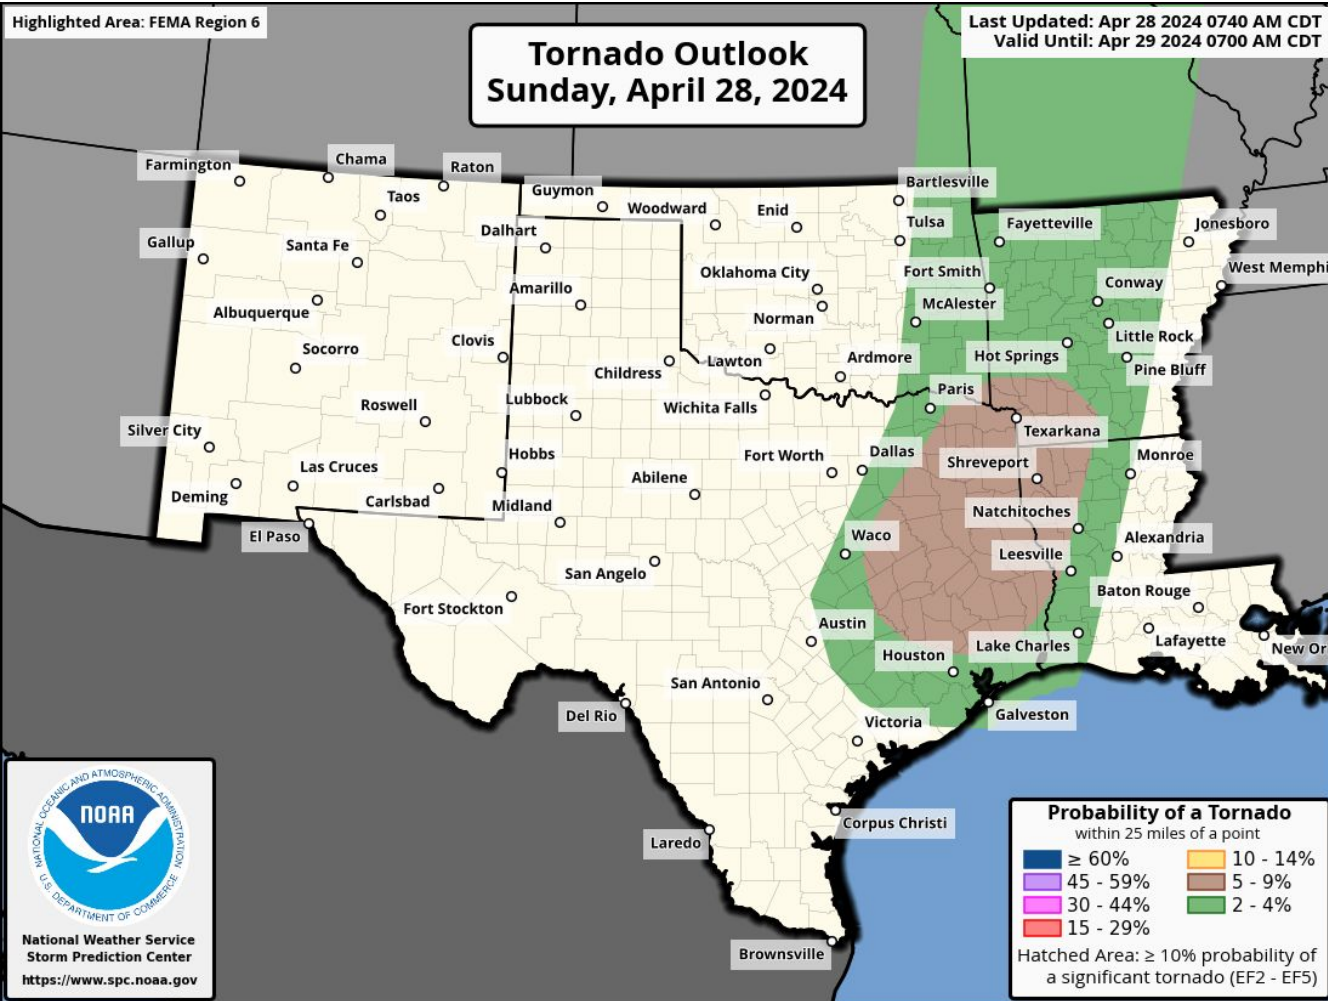 Highlighted Area: FEMA Region 6
Last Updated: Apr 28 2024 0740 AM CDT
Valid Until: Apr 29 2024 0700 AM CDT
Tornado Outlook
Sunday, April 28, 2024
Farmington
Chama
Raton
Taos
Guymon
Woodward
Enid
Bartlesville
Tulsa
Fayetteville
Jonesboro
Gallup
Santa Fe
Dalhart
Oklahoma City
Fort Smith
Conway
West Memphi
Albuquerque
Amarillo
Norman
McAlester
Little Rock
Socorro
Clovis
Childress
Lawton
Ardmore
Hot Springs
Pine Bluff
Roswell
Lubbock
Wichita Falls
Paris
Texarkana
Silver City
Las Cruces
Hobbs
Abilene
Fort Worth
Dallas
Shreveport
Monroe
Deming
Carlsbad
Midland
Natchitoches
El Paso
San Angelo
Waco
Leesville
Alexandria
Fort Stockton
Baton Rouge
Austin
Houston
Lake Charles
Lafayette
New Or
San Antonio
Del Rio
Victoria
Galveston
Corpus Christi
Laredo
Brownsville
NATIONAL OCEANIC AND ATMOSPHERIC ADMINISTRATION
NOAA
U.S. DEPARTMENT OF COMMERCE
National Weather Service
Storm Prediction Center
https://www.spc.noaa.gov
Probability of a Tornado
within 25 miles of a point
≥ 60% 10 - 14%
45 - 59% 5 - 9%
30 - 44% 2 - 4%
15 - 29%
Hatched Area: ≥ 10% probability of
a significant tornado (EF2 - EF5)